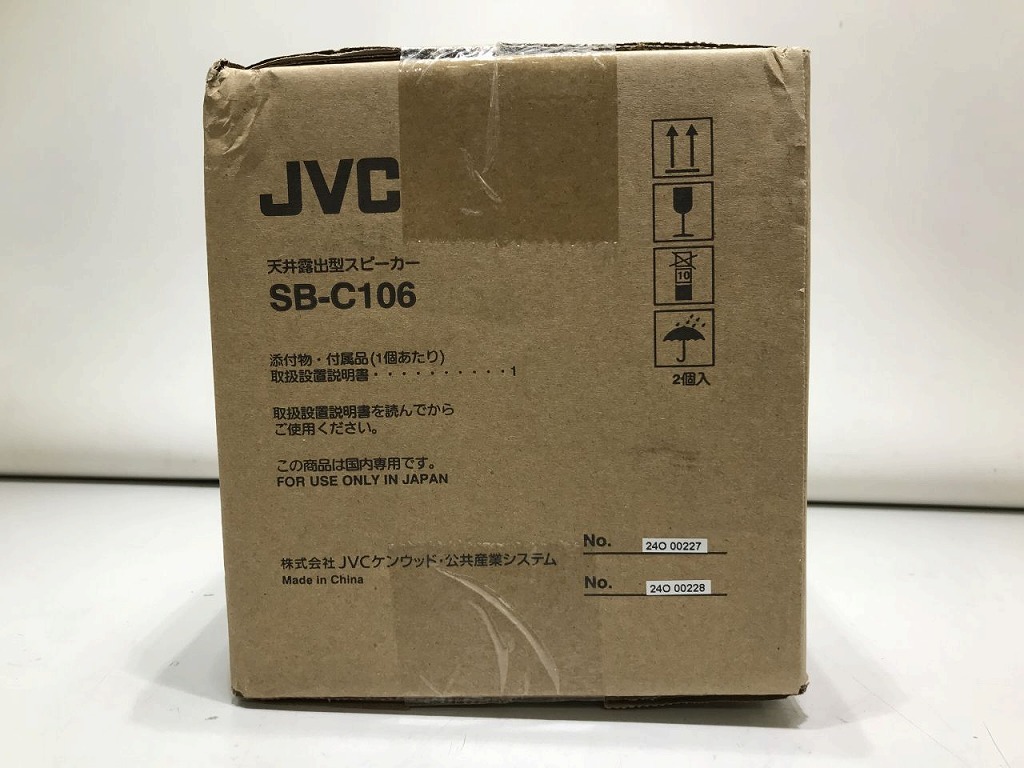 JVC
天井露出型スピーカー
SB-C106
添付物・付属品(1個あたり)
取扱設置説明書・・・・・・・・・・1
取扱設置説明書を読んでから
ご使用ください。
この商品は国内専用です。
FOR USE ONLY IN JAPAN
株式会社 JVCケンウッド・公共産業システム
Made in China
10
2個入
No. 24O 00227
No. 24O 00228